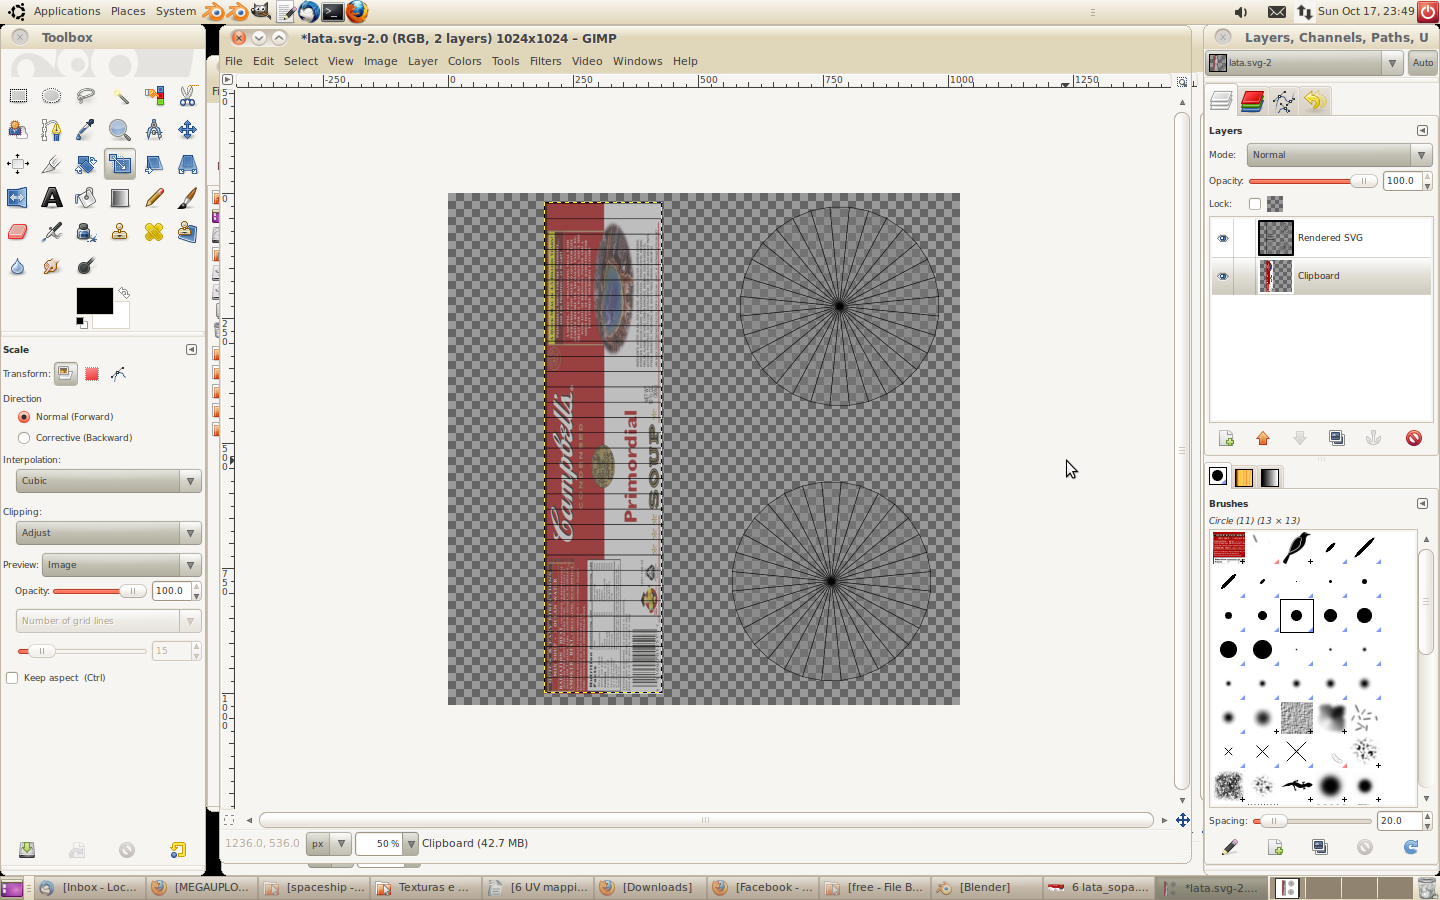 Applications Places System
Sun Oct 17, 23:49
Toolbox
*lata.svg-2.0 (RGB, 2 layers) 1024x1024 – GIMP
Layers, Channels, Paths, U
File Edit Select View Image Layer Colors Tools Filters Video Windows Help
lata.svg-2
Auto
-250 0 250 500 750 1000 1250
Layers
Mode: Normal
Opacity: 100.0
Lock:
Rendered SVG
Clipboard
Scale
Transform:
Direction
Normal (Forward)
Corrective (Backward)
Interpolation:
Cubic
Clipping:
Adjust
Preview: Image
Opacity: 100.0
Number of grid lines
15
Keep aspect (Ctrl)
Campbell's
CONDENSED
Primordial
SOUP
Brushes
Circle (11) (13 × 13)
Spacing: 20.0
1236.0, 536.0 px 50 % Clipboard (42.7 MB)
[Inbox - Loc... [MEGAUPLO... [spaceship -... Texturas e ... [6 UV mappi... [Downloads] [Facebook - ... [free - File B... [Blender] 6 lata_sopa.... *lata.svg-2....